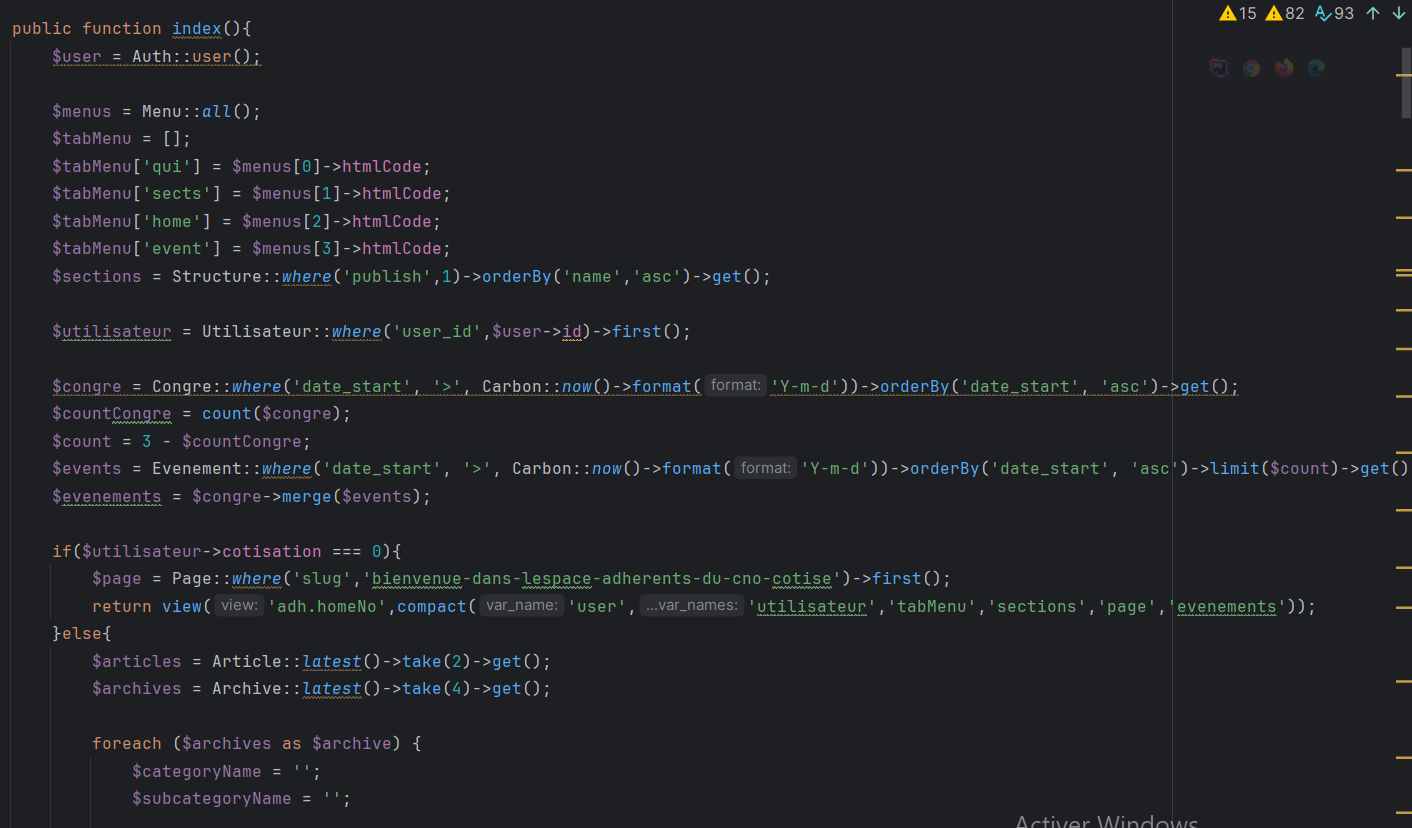 15 82 93
public function index(){
$user = Auth::user();
$menus = Menu::all();
$tabMenu = [];
$tabMenu['qui'] = $menus[0]->htmlCode;
$tabMenu['sects'] = $menus[1]->htmlCode;
$tabMenu['home'] = $menus[2]->htmlCode;
$tabMenu['event'] = $menus[3]->htmlCode;
$sections = Structure::where('publish',1)->orderBy('name','asc')->get();
$utilisateur = Utilisateur::where('user_id',$user->id)->first();
$congre = Congre::where('date_start', '>', Carbon::now()->format( format: 'Y-m-d'))->orderBy('date_start', 'asc')->get();
$countCongre = count($congre);
$count = 3 - $countCongre;
$events = Evenement::where('date_start', '>', Carbon::now()->format( format: 'Y-m-d'))->orderBy('date_start', 'asc')->limit($count)->get()
$evenements = $congre->merge($events);
if($utilisateur->cotisation === 0){
$page = Page::where('slug','bienvenue-dans-lespace-adherents-du-cno-cotise')->first();
return view( view: 'adh.homeNo',compact( var_name: 'user', ...var_names: 'utilisateur','tabMenu','sections','page','evenements'));
}else{
$articles = Article::latest()->take(2)->get();
$archives = Archive::latest()->take(4)->get();
foreach ($archives as $archive) {
$categoryName = '';
$subcategoryName = '';
Activer Windows